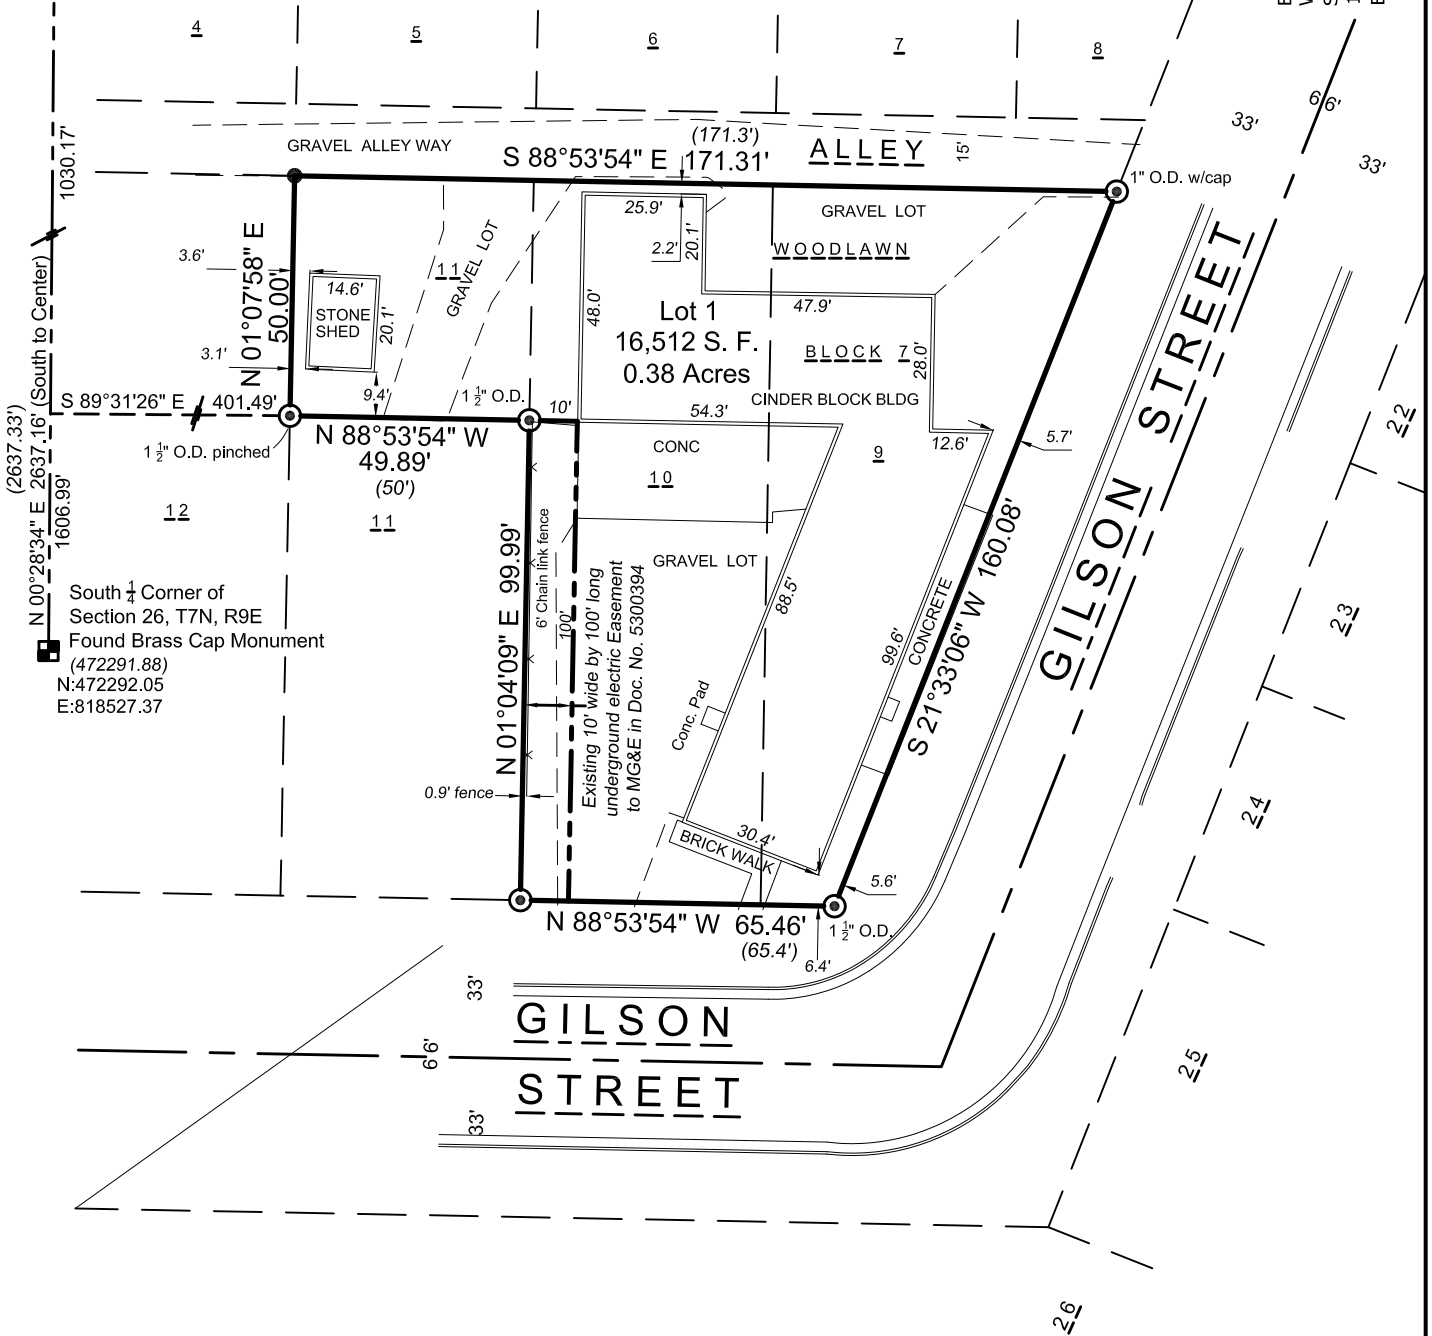 4
5
6
7
8
1030.17'
GRAVEL ALLEY WAY
(171.3')
S 88°53'54" E 171.31'
ALLEY
15'
33'
66'
33'
1" O.D. w/cap
GRAVEL LOT
WOODLAWN
25.9'
2.2'
20.1'
3.6'
N 01°07'58" E
50.00'
14.6'
STONE
SHED
20.1'
11
GRAVEL LOT
48.0'
47.9'
Lot 1
16,512 S. F.
0.38 Acres
BLOCK 7
28.0'
CINDER BLOCK BLDG
3.1'
9.4'
1 1/2" O.D.
10'
54.3'
12.6'
5.7'
S 89°31'26" E 401.49'
1 1/2" O.D. pinched
N 88°53'54" W
49.89'
(50')
CONC
10
9
12
11
(2637.33')
N 00°28'34" E 2637.16' (South to Center)
1606.99'
South 1/4 Corner of
Section 26, T7N, R9E
Found Brass Cap Monument
(472291.88)
N:472292.05
E:818527.37
N 01°04'09" E 99.99'
6' Chain link fence
100'
Existing 10' wide by 100' long
underground electric Easement
to MG&E in Doc. No. 5300394
GRAVEL LOT
88.5'
Conc. Pad
99.6'
CONCRETE
S 21°33'06" W 160.08'
GILSON STREET
22
23
24
25
26
0.9' fence
30.4'
BRICK WALK
5.6'
N 88°53'54" W 65.46'
(65.4')
1 1/2" O.D.
6.4'
33'
GILSON
66'
STREET
33'